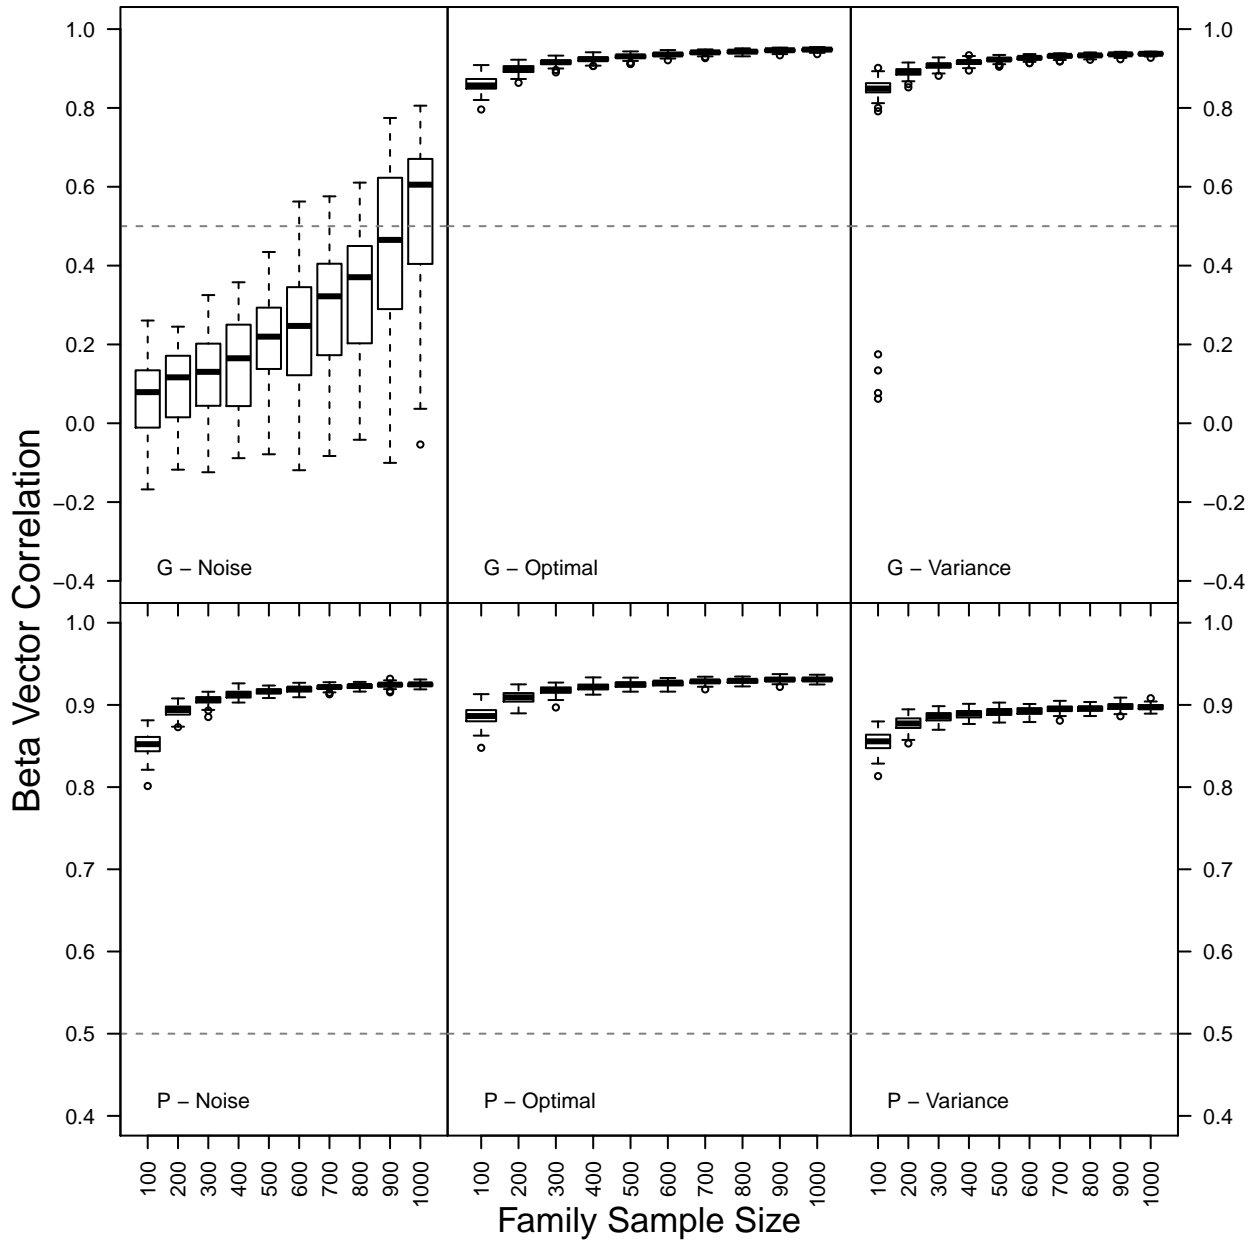 1.0
0.8
0.6
0.4
0.2
0.0
−0.2
−0.4
G − Noise
G − Optimal
G − Variance
1.0
0.8
0.6
0.4
0.2
0.0
−0.2
−0.4
Beta Vector Correlation
1.0
0.9
0.8
0.7
0.6
0.5
0.4
P − Noise
P − Optimal
P − Variance
1.0
0.9
0.8
0.7
0.6
0.5
0.4
100 200 300 400 500 600 700 800 900 1000
100 200 300 400 500 600 700 800 900 1000
100 200 300 400 500 600 700 800 900 1000
Family Sample Size